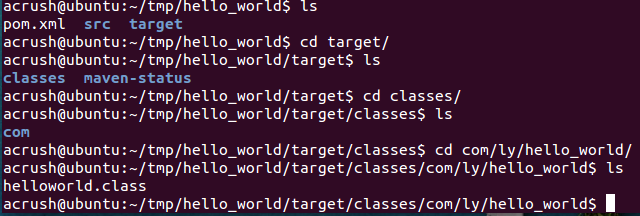 acrush@ubuntu:~/tmp/hello_world$ ls
pom.xml  src  target
acrush@ubuntu:~/tmp/hello_world$ cd target/
acrush@ubuntu:~/tmp/hello_world/target$ ls
classes  maven-status
acrush@ubuntu:~/tmp/hello_world/target$ cd classes/
acrush@ubuntu:~/tmp/hello_world/target/classes$ ls
com
acrush@ubuntu:~/tmp/hello_world/target/classes$ cd com/ly/hello_world/
acrush@ubuntu:~/tmp/hello_world/target/classes/com/ly/hello_world$ ls
helloworld.class
acrush@ubuntu:~/tmp/hello_world/target/classes/com/ly/hello_world$